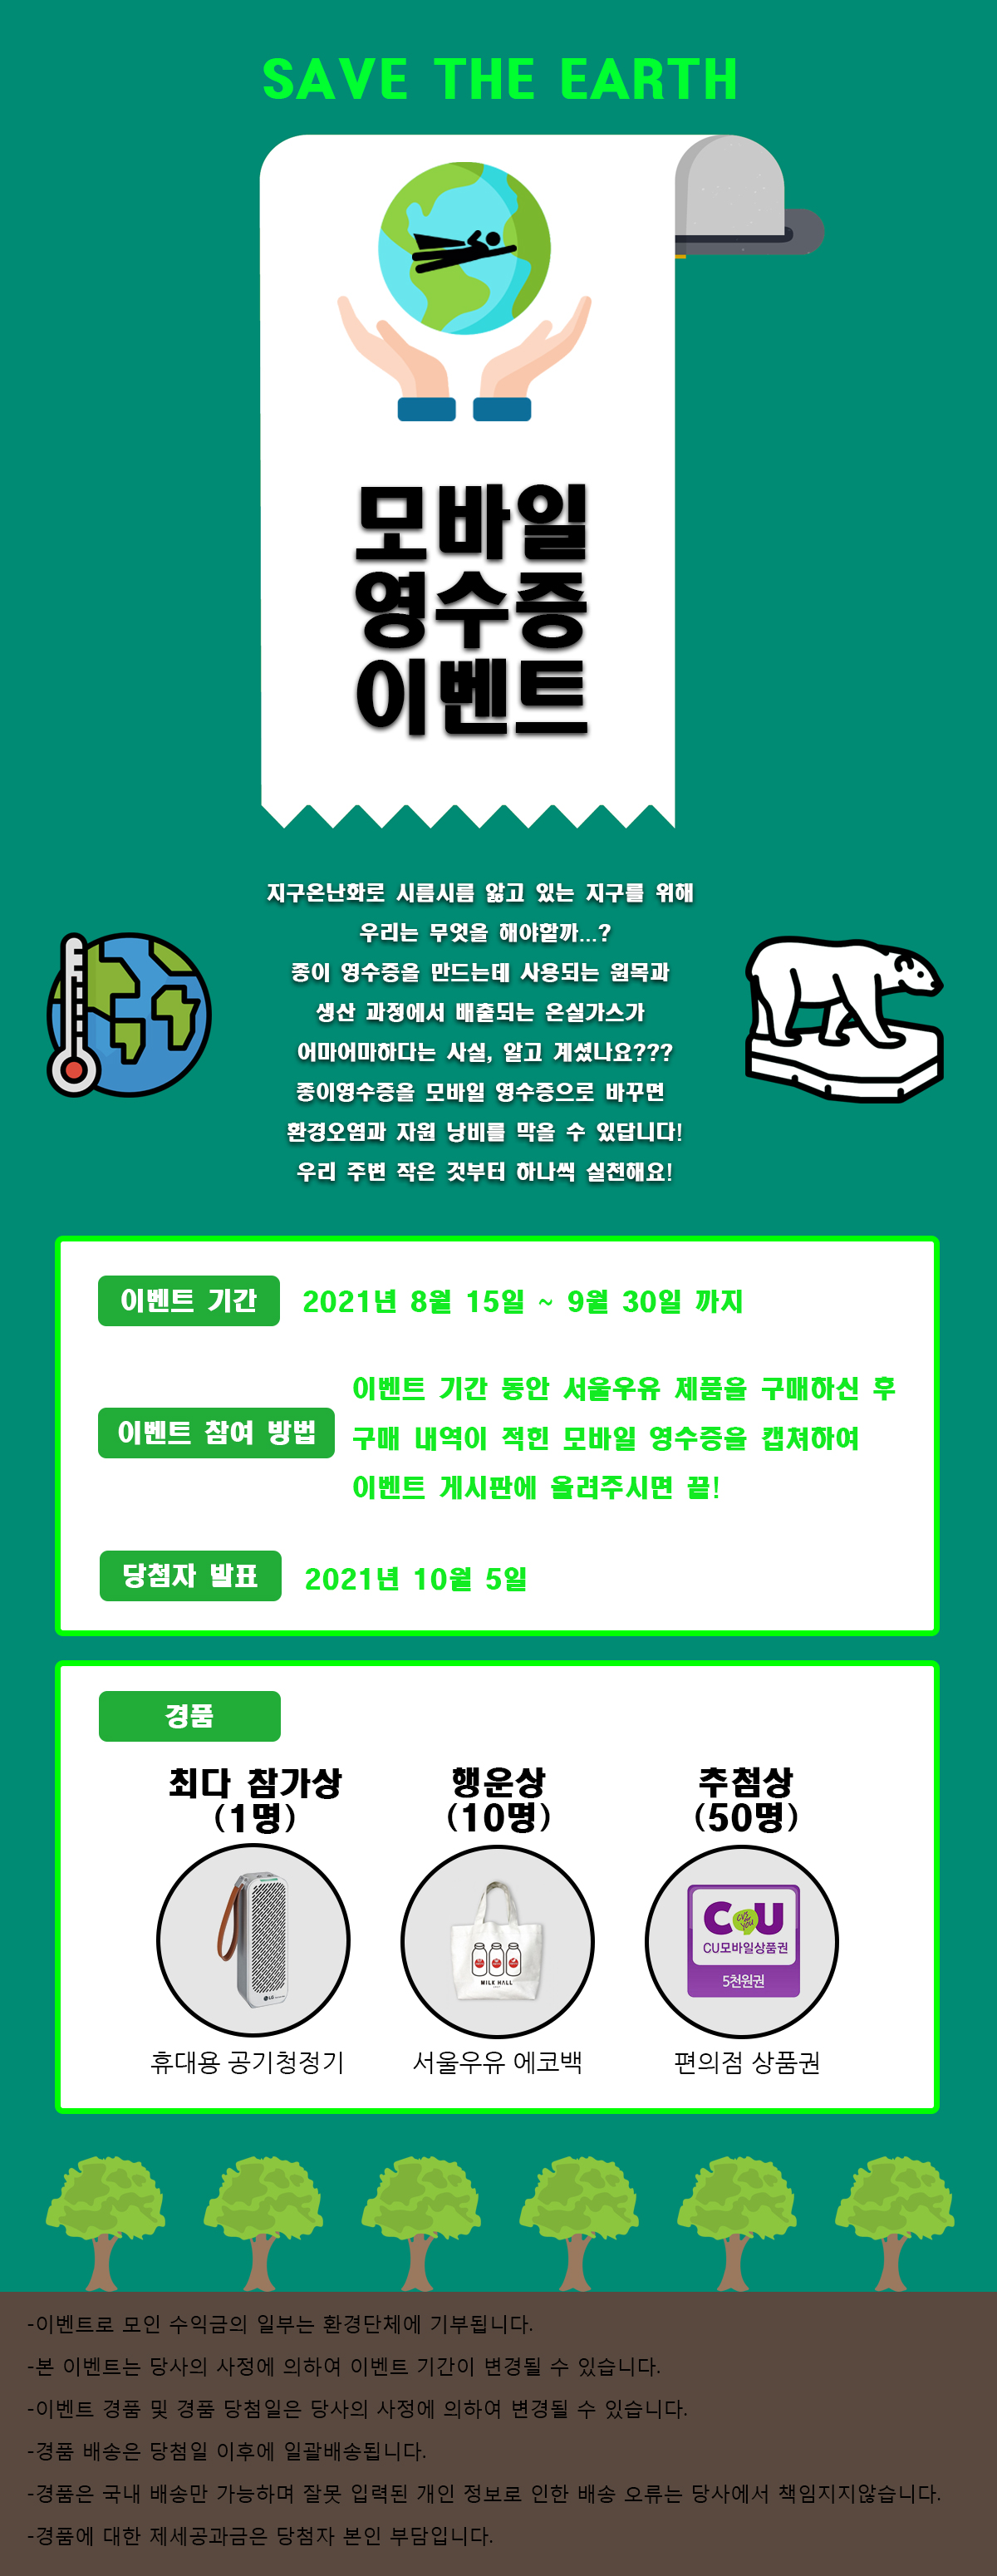 SAVE THE EARTH
모바일
영수증
이벤트
지구온난화로 시름시름 앓고 있는 지구를 위해
우리는 무엇을 해야할까...?
종이 영수증을 만드는데 사용되는 원목과
생산 과정에서 배출되는 온실가스가
어마어마하다는 사실, 알고 계셨나요???
종이영수증을 모바일 영수증으로 바꾸면
환경오염과 자원 낭비를 막을 수 있답니다!
우리 주변 작은 것부터 하나씩 실천해요!
이벤트 기간
2021년 8월 15일 ~ 9월 30일 까지
이벤트 참여 방법
이벤트 기간 동안 서울우유 제품을 구매하신 후
구매 내역이 적힌 모바일 영수증을 캡쳐하여
이벤트 게시판에 올려주시면 끝!
당첨자 발표
2021년 10월 5일
경품
최다 참가상
(1명)
행운상
(10명)
추첨상
(50명)
LG
MILK HALL
CU
CU모바일상품권
5천원권
휴대용 공기청정기
서울우유 에코백
편의점 상품권
-이벤트로 모인 수익금의 일부는 환경단체에 기부됩니다.
-본 이벤트는 당사의 사정에 의하여 이벤트 기간이 변경될 수 있습니다.
-이벤트 경품 및 경품 당첨일은 당사의 사정에 의하여 변경될 수 있습니다.
-경품 배송은 당첨일 이후에 일괄배송됩니다.
-경품은 국내 배송만 가능하며 잘못 입력된 개인 정보로 인한 배송 오류는 당사에서 책임지지않습니다.
-경품에 대한 제세공과금은 당첨자 본인 부담입니다.